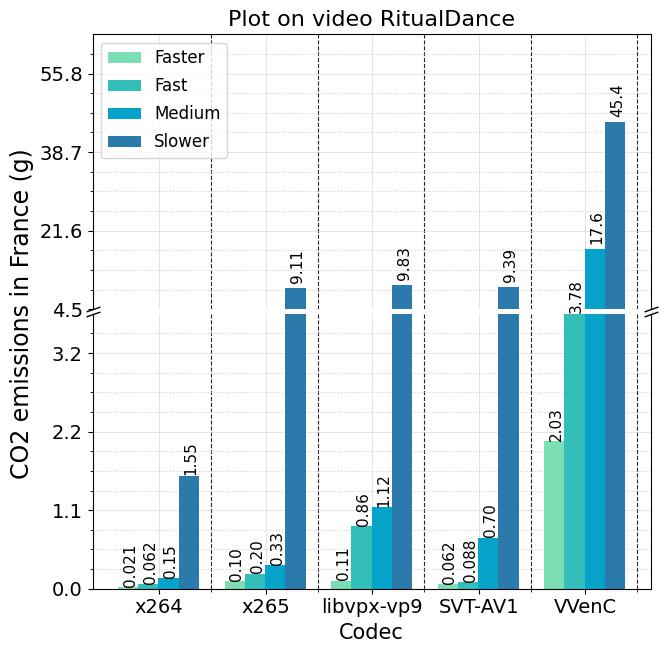 Plot on video RitualDance
Faster
Fast
Medium
Slower
CO2 emissions in France (g)
55.8
38.7
21.6
4.5
3.2
2.2
1.1
0.0
0.021
0.062
0.15
1.55
0.10
0.20
0.33
9.11
0.11
0.86
1.12
9.83
0.062
0.088
0.70
9.39
2.03
3.78
17.6
45.4
x264
x265
libvpx-vp9
SVT-AV1
VVenC
Codec